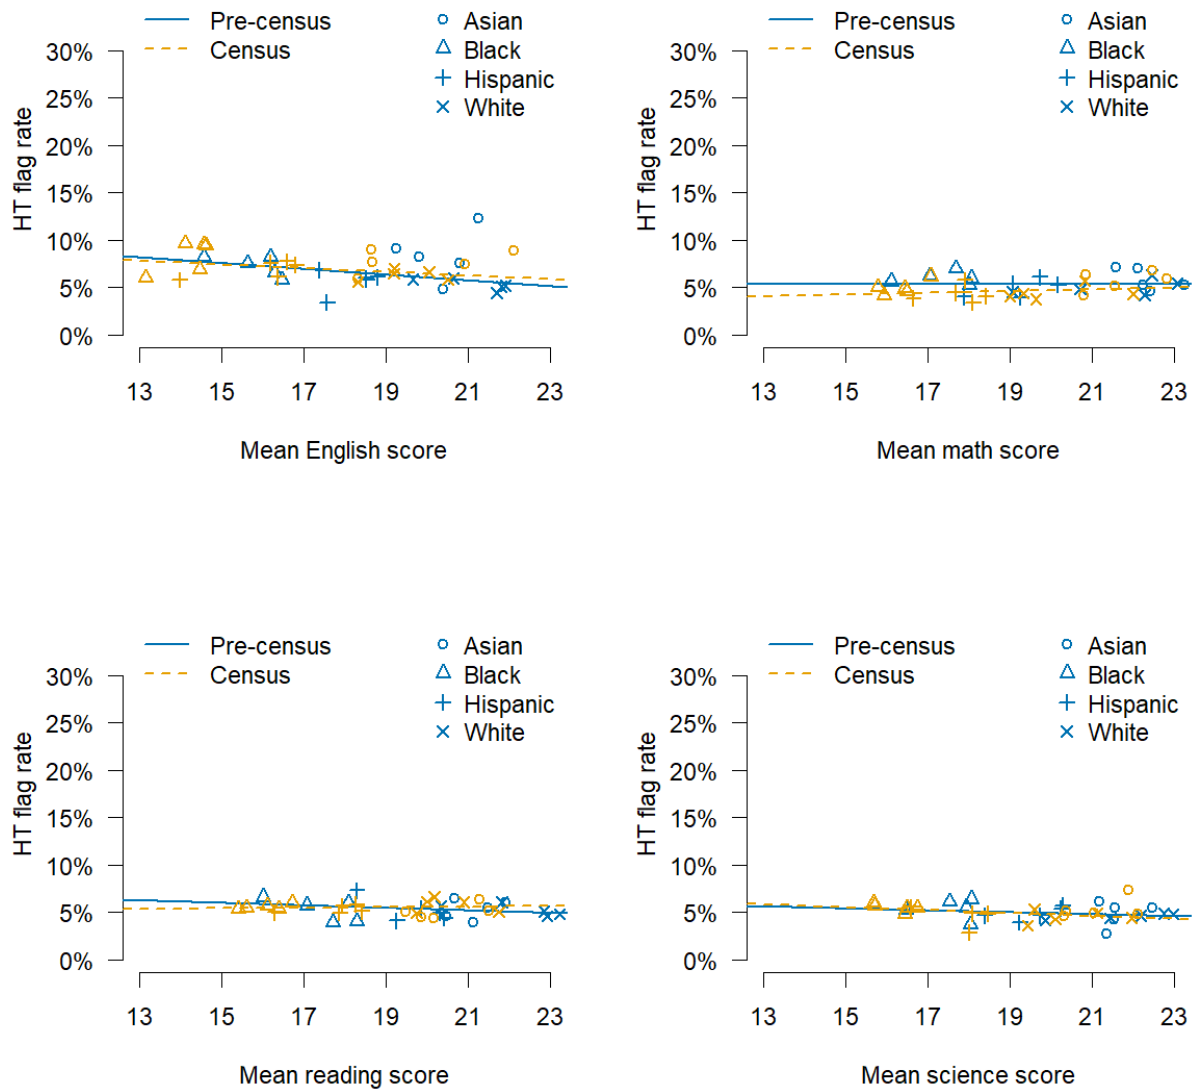 Pre-census
Census
Asian
Black
Hispanic
White
30%
25%
20%
15%
10%
5%
0%
HT flag rate
13 15 17 19 21 23
Mean English score
Pre-census
Census
Asian
Black
Hispanic
White
30%
25%
20%
15%
10%
5%
0%
HT flag rate
13 15 17 19 21 23
Mean math score
Pre-census
Census
Asian
Black
Hispanic
White
30%
25%
20%
15%
10%
5%
0%
HT flag rate
13 15 17 19 21 23
Mean reading score
Pre-census
Census
Asian
Black
Hispanic
White
30%
25%
20%
15%
10%
5%
0%
HT flag rate
13 15 17 19 21 23
Mean science score